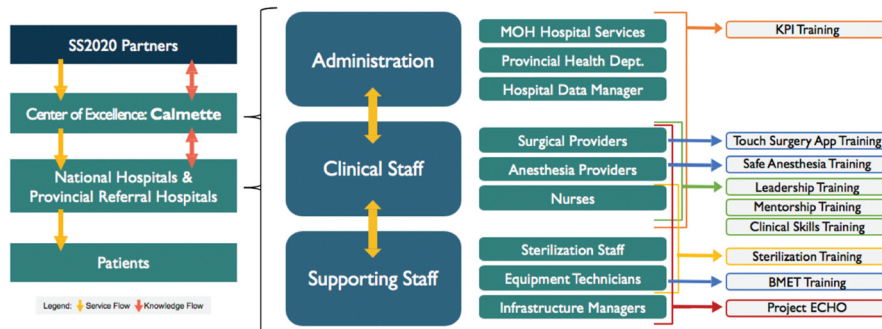 SS2020 Partners
Center of Excellence: Calmette
National Hospitals &
Provincial Referral Hospitals
Patients
Legend: Service Flow Knowledge Flow
Administration
Clinical Staff
Supporting Staff
MOH Hospital Services
Provincial Health Dept.
Hospital Data Manager
Surgical Providers
Anesthesia Providers
Nurses
Sterilization Staff
Equipment Technicians
Infrastructure Managers
KPI Training
Touch Surgery App Training
Safe Anesthesia Training
Leadership Training
Mentorship Training
Clinical Skills Training
Sterilization Training
BMET Training
Project ECHO